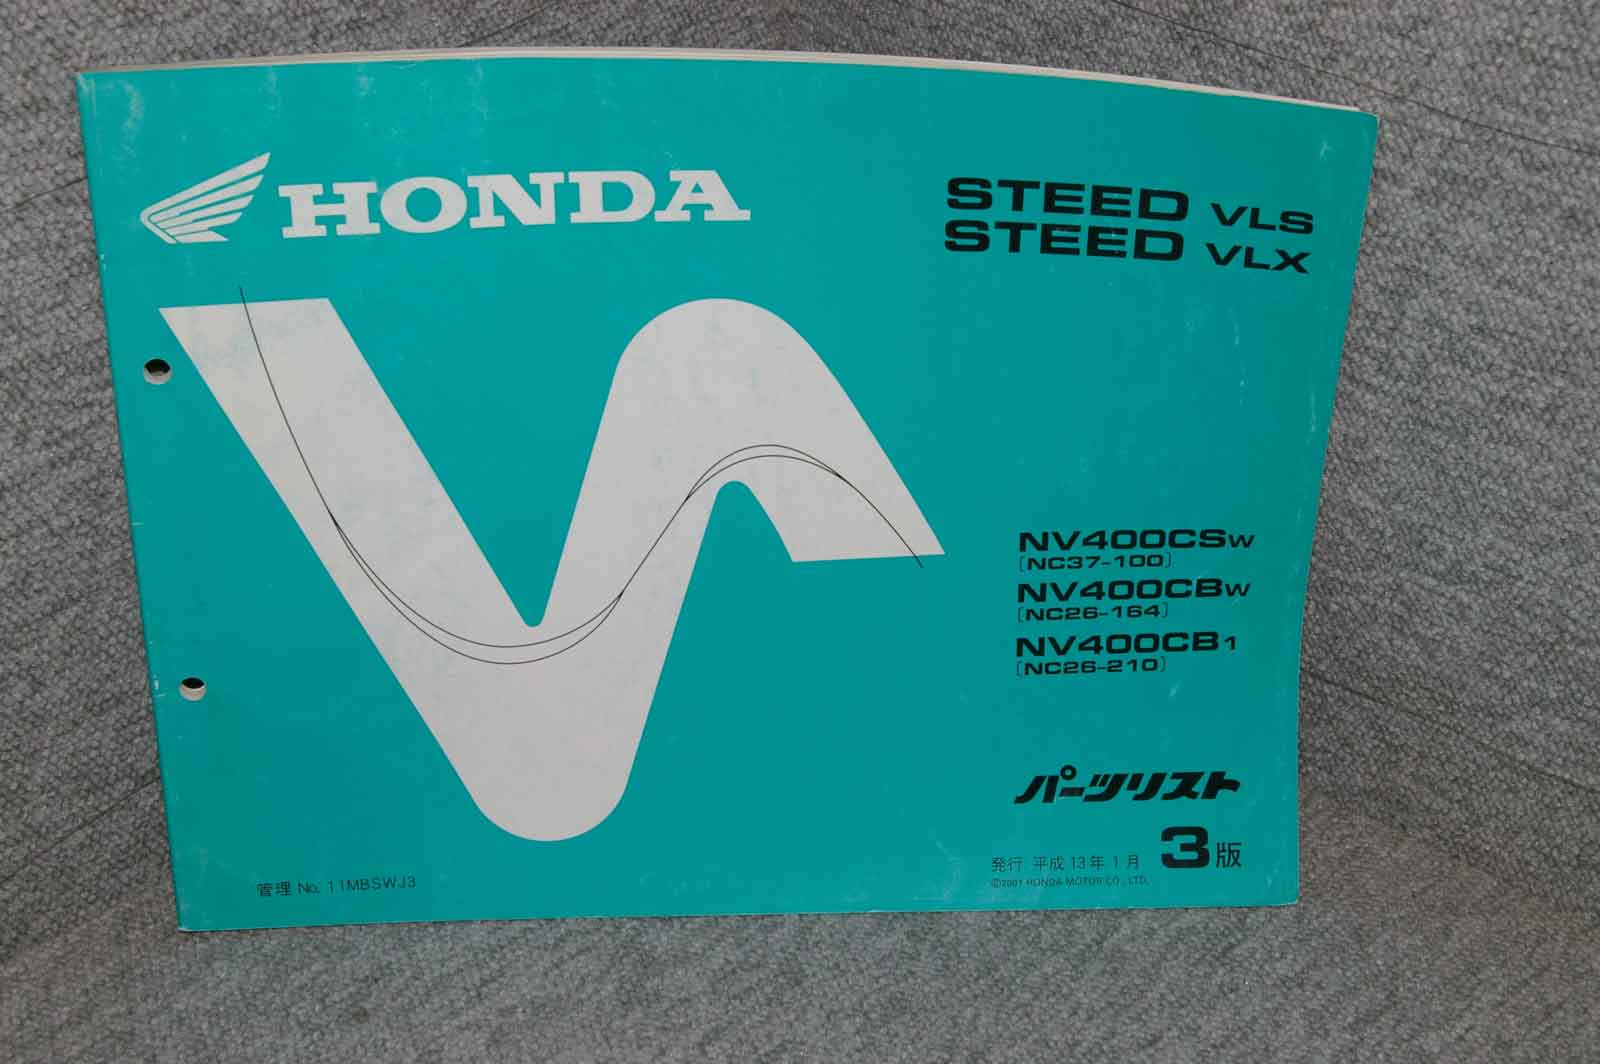 HONDA
STEED VLS
STEED VLX
NV400CSW
[NC37-100]
NV400CBW
[NC26-164]
NV400CB1
[NC26-210]
パーツリスト
3版
発行 平成13年1月
©2001 HONDA MOTOR CO., LTD.
管理 No. 11MBSWJ3